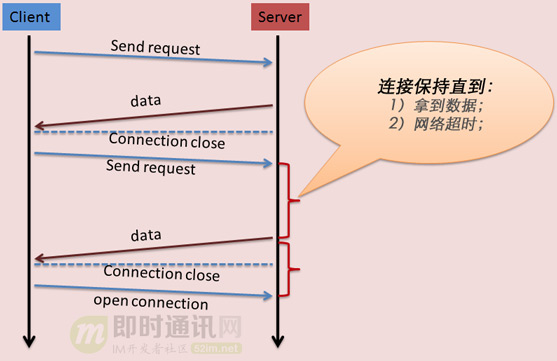 Client
Server
Send request
data
Connection close
Send request
data
Connection close
open connection
连接保持直到：
1）拿到数据；
2）网络超时；
即时通讯网
IM开发者社区 52im.net